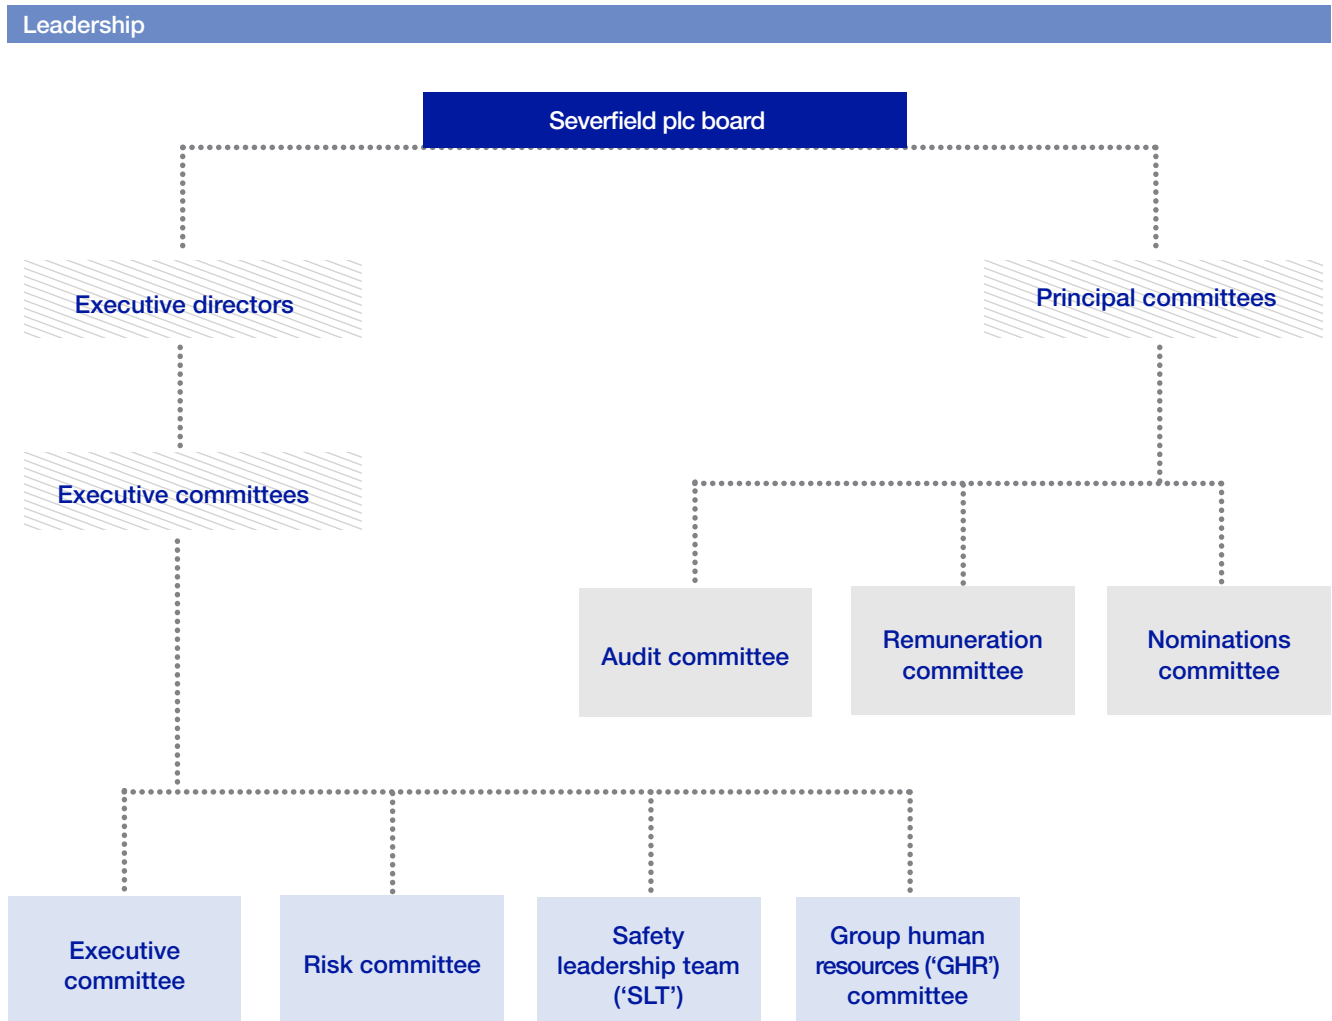 Leadership
Severfield plc board
Executive directors
Principal committees
Executive committees
Audit committee
Remuneration
committee
Nominations
committee
Executive
committee
Risk committee
Safety
leadership team
(‘SLT’)
Group human
resources (‘GHR’)
committee